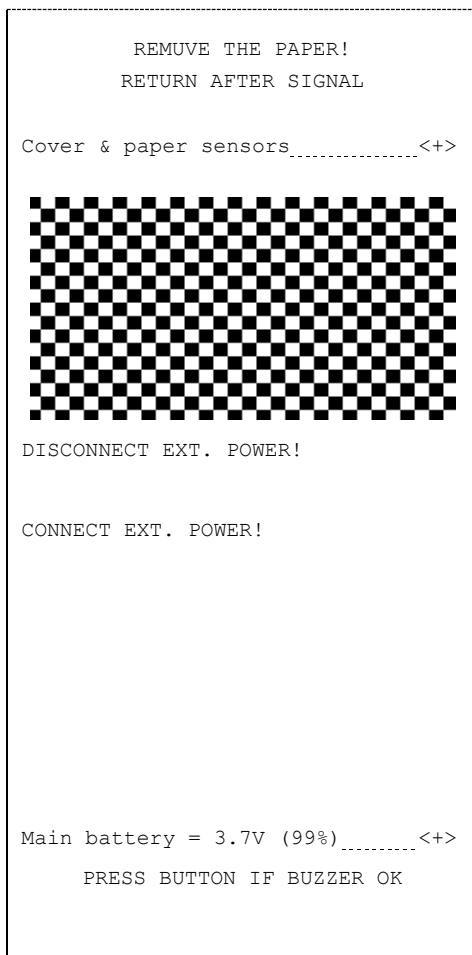 REMUVE THE PAPER!
RETURN AFTER SIGNAL
Cover & paper sensors..............<+>
DISCONNECT EXT. POWER!
CONNECT EXT. POWER!
Main battery = 3.7V (99%)........<+>
PRESS BUTTON IF BUZZER OK